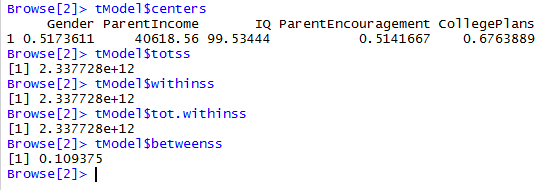 Browse[2]> tModel$centers
     Gender ParentIncome       IQ ParentEncouragement CollegePlans
1 0.5173611     40618.56 99.53444           0.5141667    0.6763889
Browse[2]> tModel$totss
[1] 2.337728e+12
Browse[2]> tModel$withinss
[1] 2.337728e+12
Browse[2]> tModel$tot.withinss
[1] 2.337728e+12
Browse[2]> tModel$betweenss
[1] 0.109375
Browse[2]> |